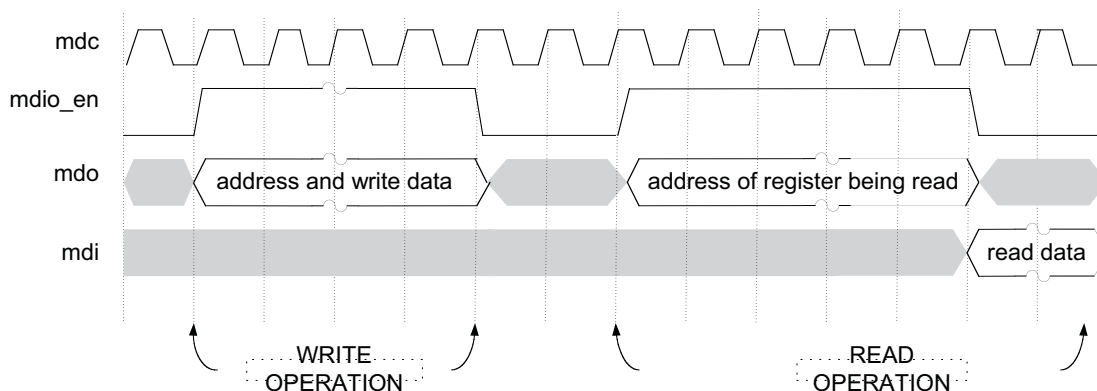 mdc
mdio_en
mdo
address and write data
address of register being read
mdi
read data
WRITE
OPERATION
READ
OPERATION